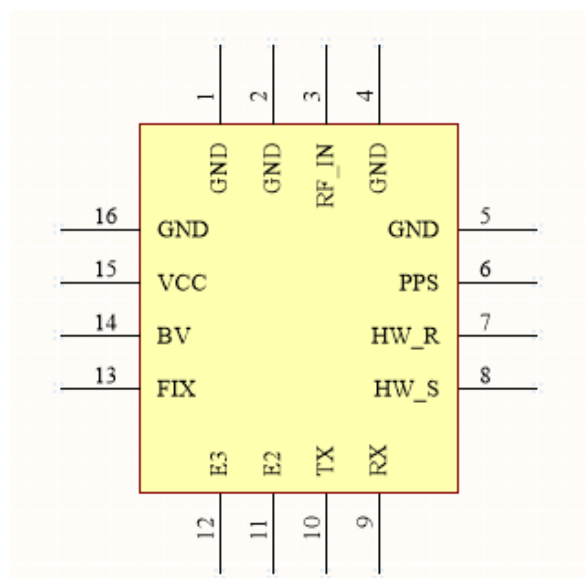 1 2 3 4
GND GND RF_IN GND
16 GND GND 5
15 VCC PPS 6
14 BV HW_R 7
13 FIX HW_S 8
E3 E2 TX RX
12 11 10 9